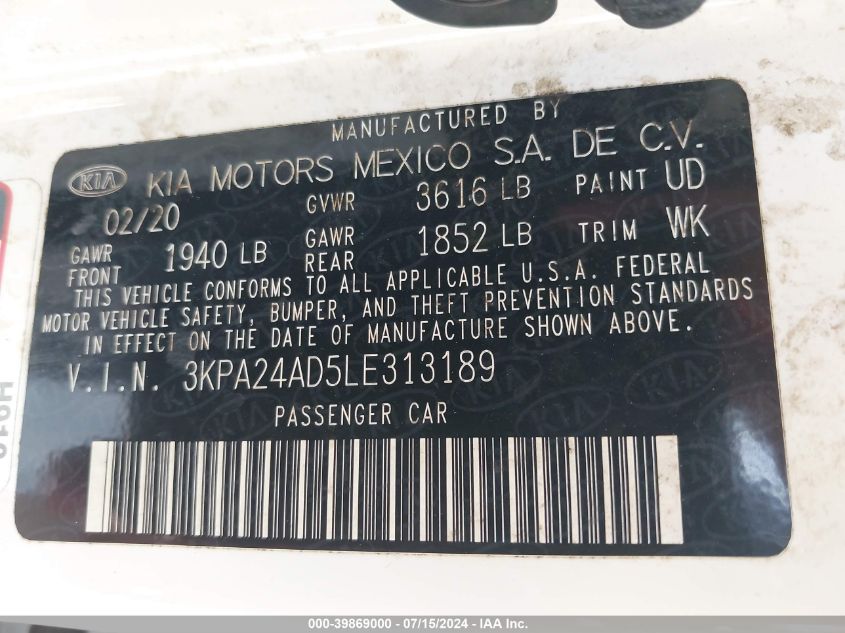 MANUFACTURED BY
KIA KIA MOTORS MEXICO S.A. DE C.V.
02/20 GVWR 3616 LB PAINT UD
GAWR FRONT 1940 LB GAWR REAR 1852 LB TRIM WK
THIS VEHICLE CONFORMS TO ALL APPLICABLE U.S.A. FEDERAL
MOTOR VEHICLE SAFETY, BUMPER, AND THEFT PREVENTION STANDARDS
IN EFFECT ON THE DATE OF MANUFACTURE SHOWN ABOVE.
V.I.N. 3KPA24AD5LE313189
PASSENGER CAR
000-39869000 - 07/15/2024 - IAA Inc.